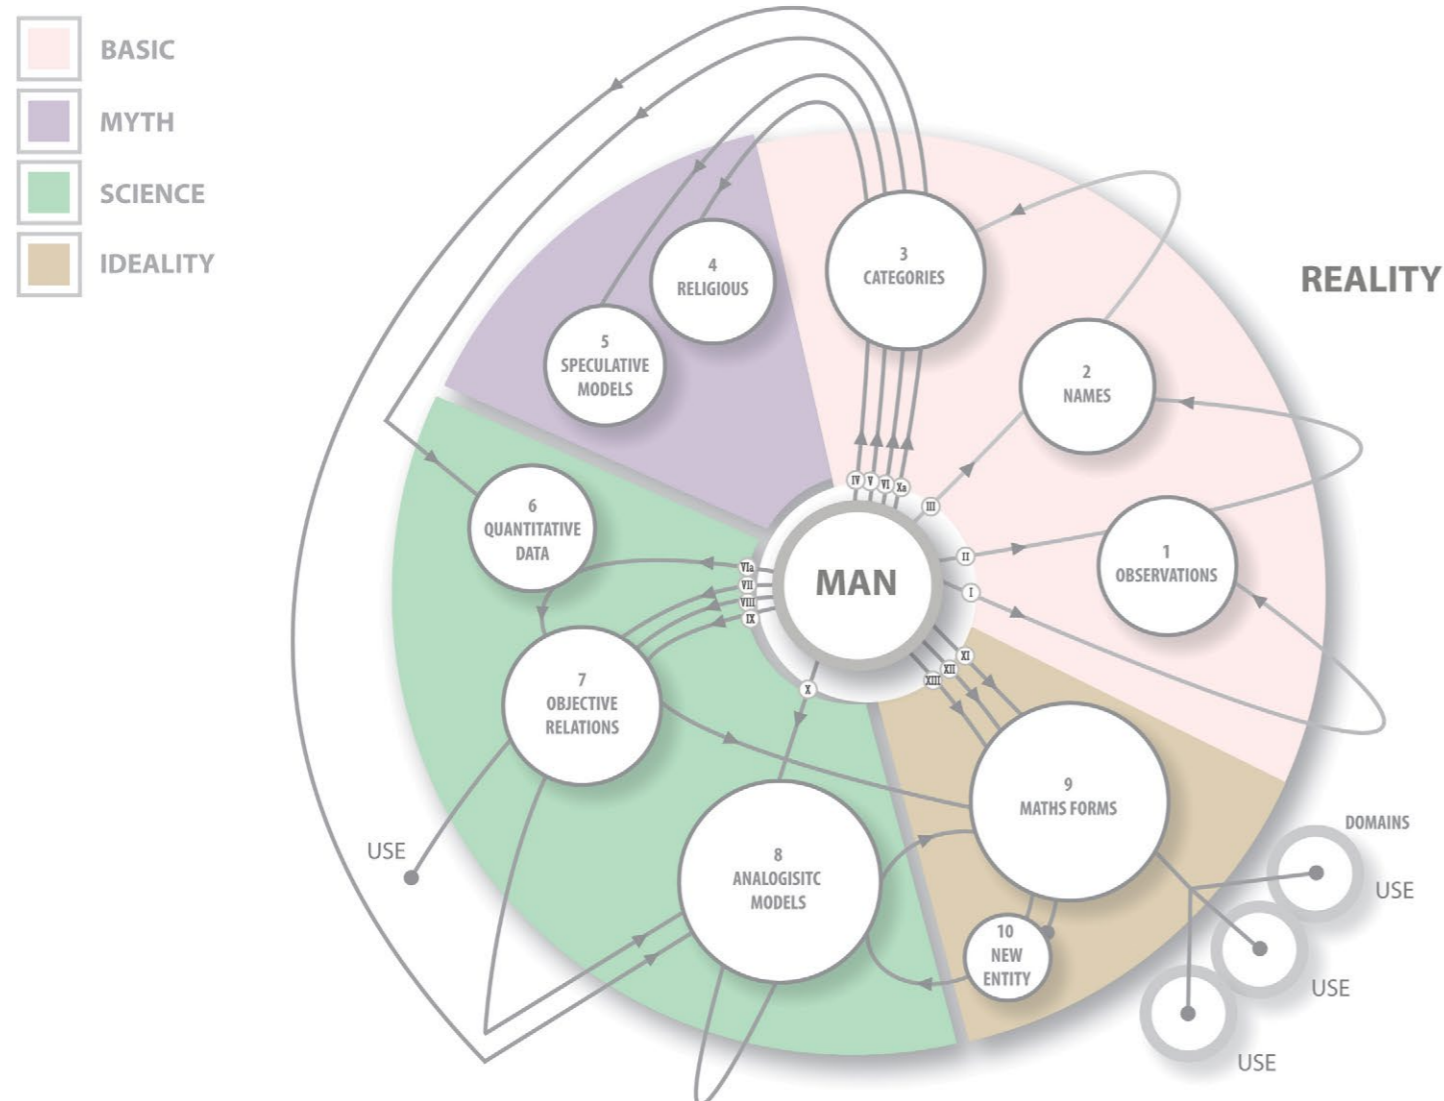 BASIC
MYTH
SCIENCE
IDEALITY
REALITY
3
CATEGORIES
4
RELIGIOUS
5
SPECULATIVE
MODELS
2
NAMES
6
QUANTITATIVE
DATA
1
OBSERVATIONS
IV
V
VI
Xa
III
II
I
MAN
VIa
VII
VIII
IX
X
XI
XII
XIII
7
OBJECTIVE
RELATIONS
9
MATHS FORMS
USE
8
ANALOGISITC
MODELS
10
NEW
ENTITY
DOMAINS
USE
USE
USE